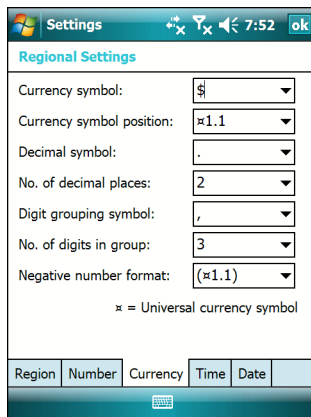 Settings 7:52 ok
Regional Settings
Currency symbol: $
Currency symbol position: ¤1.1
Decimal symbol: .
No. of decimal places: 2
Digit grouping symbol: ,
No. of digits in group: 3
Negative number format: (¤1.1)
¤ = Universal currency symbol
Region Number Currency Time Date